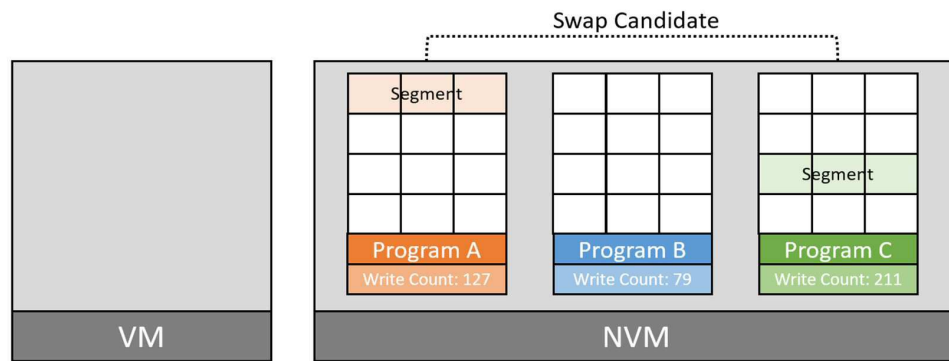 Swap Candidate
Segment
Segment
Program A
Program B
Program C
Write Count: 127
Write Count: 79
Write Count: 211
VM
NVM